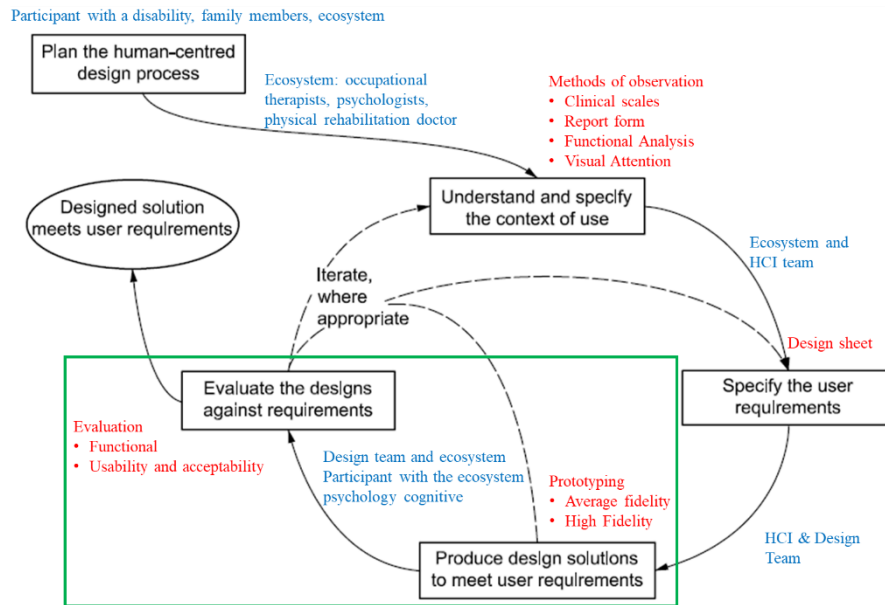 Participant with a disability, family members, ecosystem
Plan the human-centred
design process
Ecosystem: occupational
therapists, psychologists,
physical rehabilitation doctor
Methods of observation
• Clinical scales
• Report form
• Functional Analysis
• Visual Attention
Understand and specify
the context of use
Designed solution
meets user requirements
Ecosystem and
HCI team
Iterate,
where
appropriate
Design sheet
Specify the user
requirements
Evaluate the designs
against requirements
Evaluation
• Functional
• Usability and acceptability
Design team and ecosystem
Participant with the ecosystem
psychology cognitive
Prototyping
• Average fidelity
• High Fidelity
HCI & Design
Team
Produce design solutions
to meet user requirements